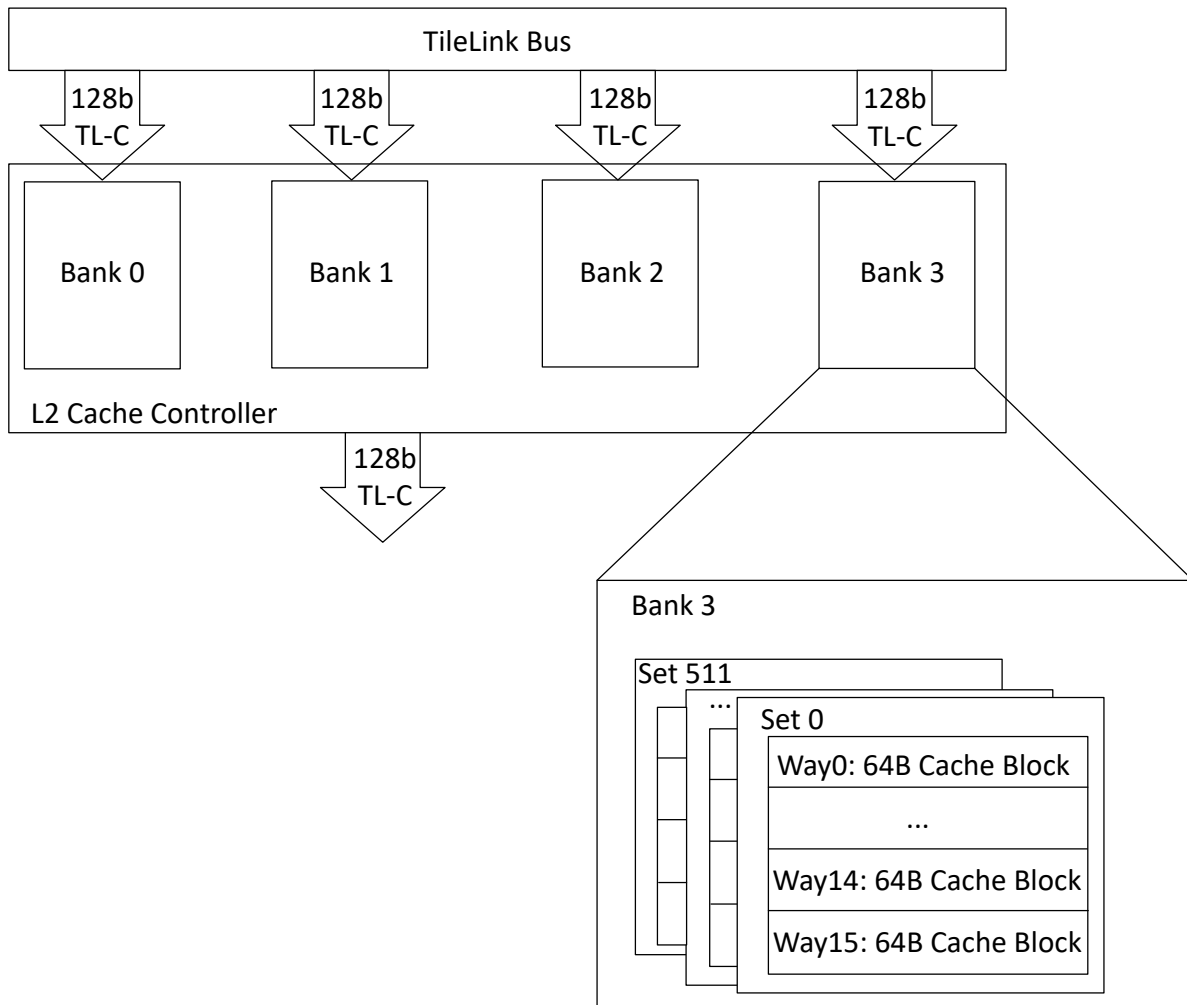 TileLink Bus
128b
TL-C
128b
TL-C
128b
TL-C
128b
TL-C
Bank 0
Bank 1
Bank 2
Bank 3
L2 Cache Controller
128b
TL-C
Bank 3
Set 511
...
Set 0
Way0: 64B Cache Block
...
Way14: 64B Cache Block
Way15: 64B Cache Block